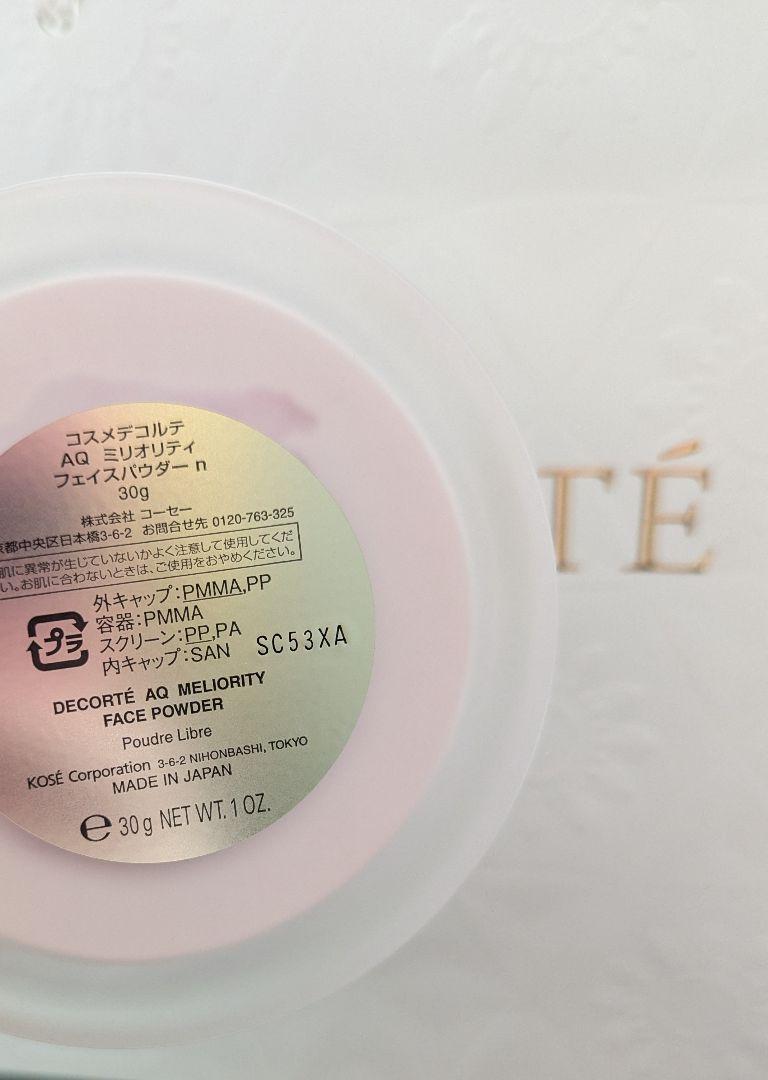 コスメデコルテ
AQ ミリオリティ
フェイスパウダー n
30g
株式会社 コーセー
京都中央区日本橋3-6-2 お問合せ先 0120-763-325
肌に異常が生じていないかよく注意して使用してくだ
い。お肌に合わないときは、ご使用をおやめください。
外キャップ:PMMA,PP
容器:PMMA
スクリーン:PP,PA
内キャップ:SAN
プラ
SC53XA
DECORTÉ AQ MELIORITY
FACE POWDER
Poudre Libre
KOSÉ Corporation 3-6-2 NIHONBASHI, TOKYO
MADE IN JAPAN
℮ 30g NET WT. 1 OZ.
TÉ